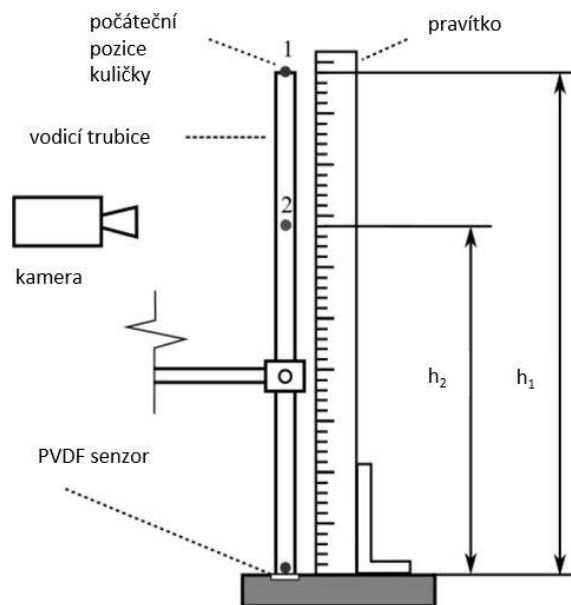 počáteční
pozice
kuličky
1
pravítko
vodicí trubice
2
kamera
h2
h1
PVDF senzor